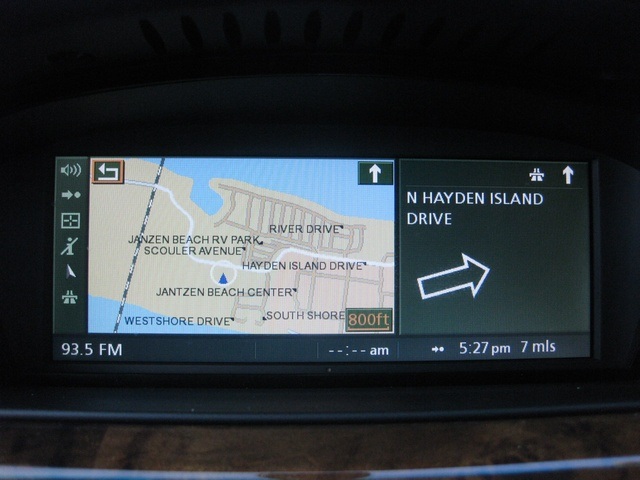 N HAYDEN ISLAND
DRIVE
RIVER DRIVE
JANZEN BEACH RV PARK
SCOULER AVENUE
HAYDEN ISLAND DRIVE
JANTZEN BEACH CENTER
WESTSHORE DRIVE
SOUTH SHORE
800ft
93.5 FM
--:-- am
5:27 pm 7 mls